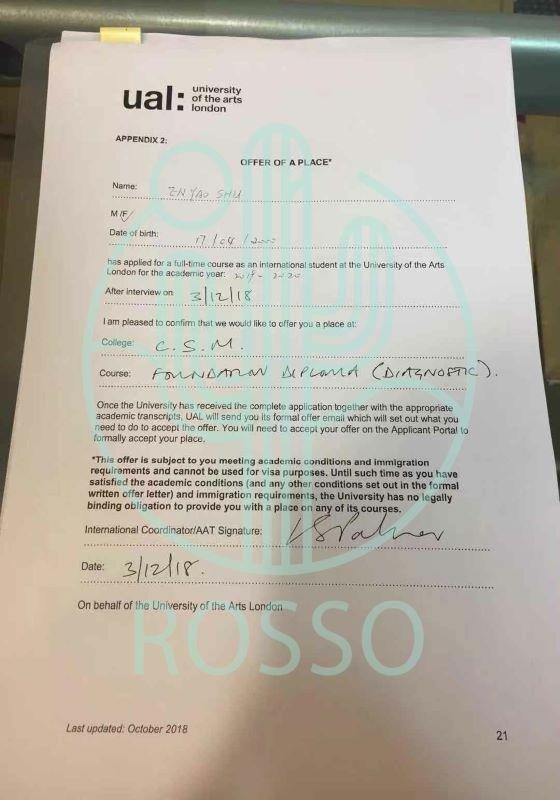 ual: university
of the arts
london
APPENDIX 2:
OFFER OF A PLACE*
Name: ENYAO SHU
M/F/
Date of birth: 17/04/2000
has applied for a full-time course as an international student at the University of the Arts
London for the academic year: 2019 - 2020
After interview on 3/12/18
I am pleased to confirm that we would like to offer you a place at:
College: C.S.M.
Course: FOUNDATION DIPLOMA (DIAGNOSTIC).
Once the University has received the complete application together with the appropriate
academic transcripts, UAL will send you its formal offer email which will set out what you
need to do to accept the offer. You will need to accept your offer on the Applicant Portal to
formally accept your place.
*This offer is subject to you meeting academic conditions and immigration
requirements and cannot be used for visa purposes. Until such time as you have
satisfied the academic conditions (and any other conditions set out in the formal
written offer letter) and immigration requirements, the University has no legally
binding obligation to provide you with a place on any of its courses.
International Coordinator/AAT Signature:
Date: 3/12/18.
On behalf of the University of the Arts London
ROSSO
Last updated: October 2018
21